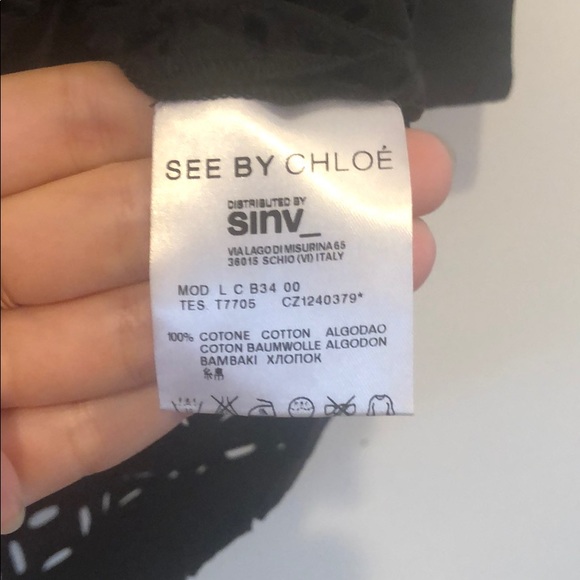 SEE BY CHLOÉ
DISTRIBUTED BY
sinv_
VIA LAGO DI MISURINA 65
36015 SCHIO (VI) ITALY
MOD L C B34 00
TES. T7705 CZ1240379*
100% COTONE COTTON ALGODAO
COTON BAUMWOLLE ALGODON
BAMBAKI ХЛОПОК